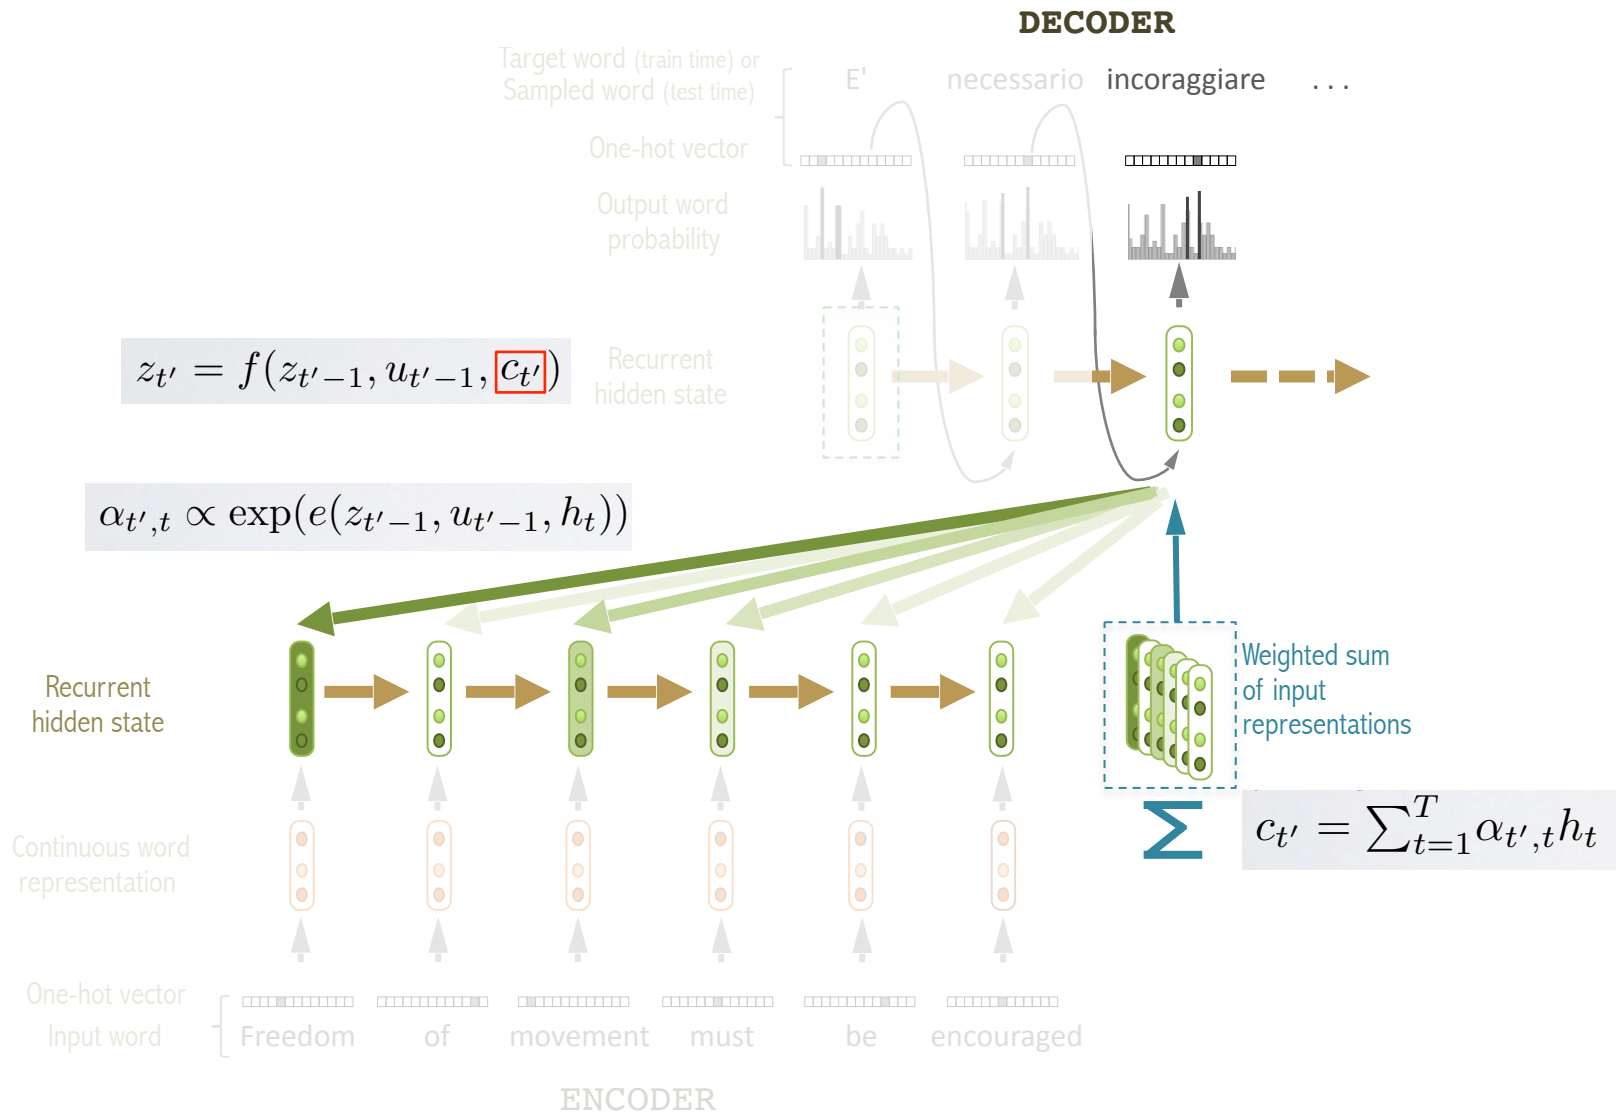 DECODER
Target word (train time) or
Sampled word (test time)
E' necessario incoraggiare ...
One-hot vector
Output word
probability
z_{t'} = f(z_{t'-1}, u_{t'-1}, c_{t'})
Recurrent
hidden state
α_{t',t} ∝ exp(e(z_{t'-1}, u_{t'-1}, h_t))
Recurrent
hidden state
Weighted sum
of input
representations
Σ
c_{t'} = ∑_{t=1}^{T} α_{t',t} h_t
Continuous word
representation
One-hot vector
Input word
Freedom of movement must be encouraged
ENCODER